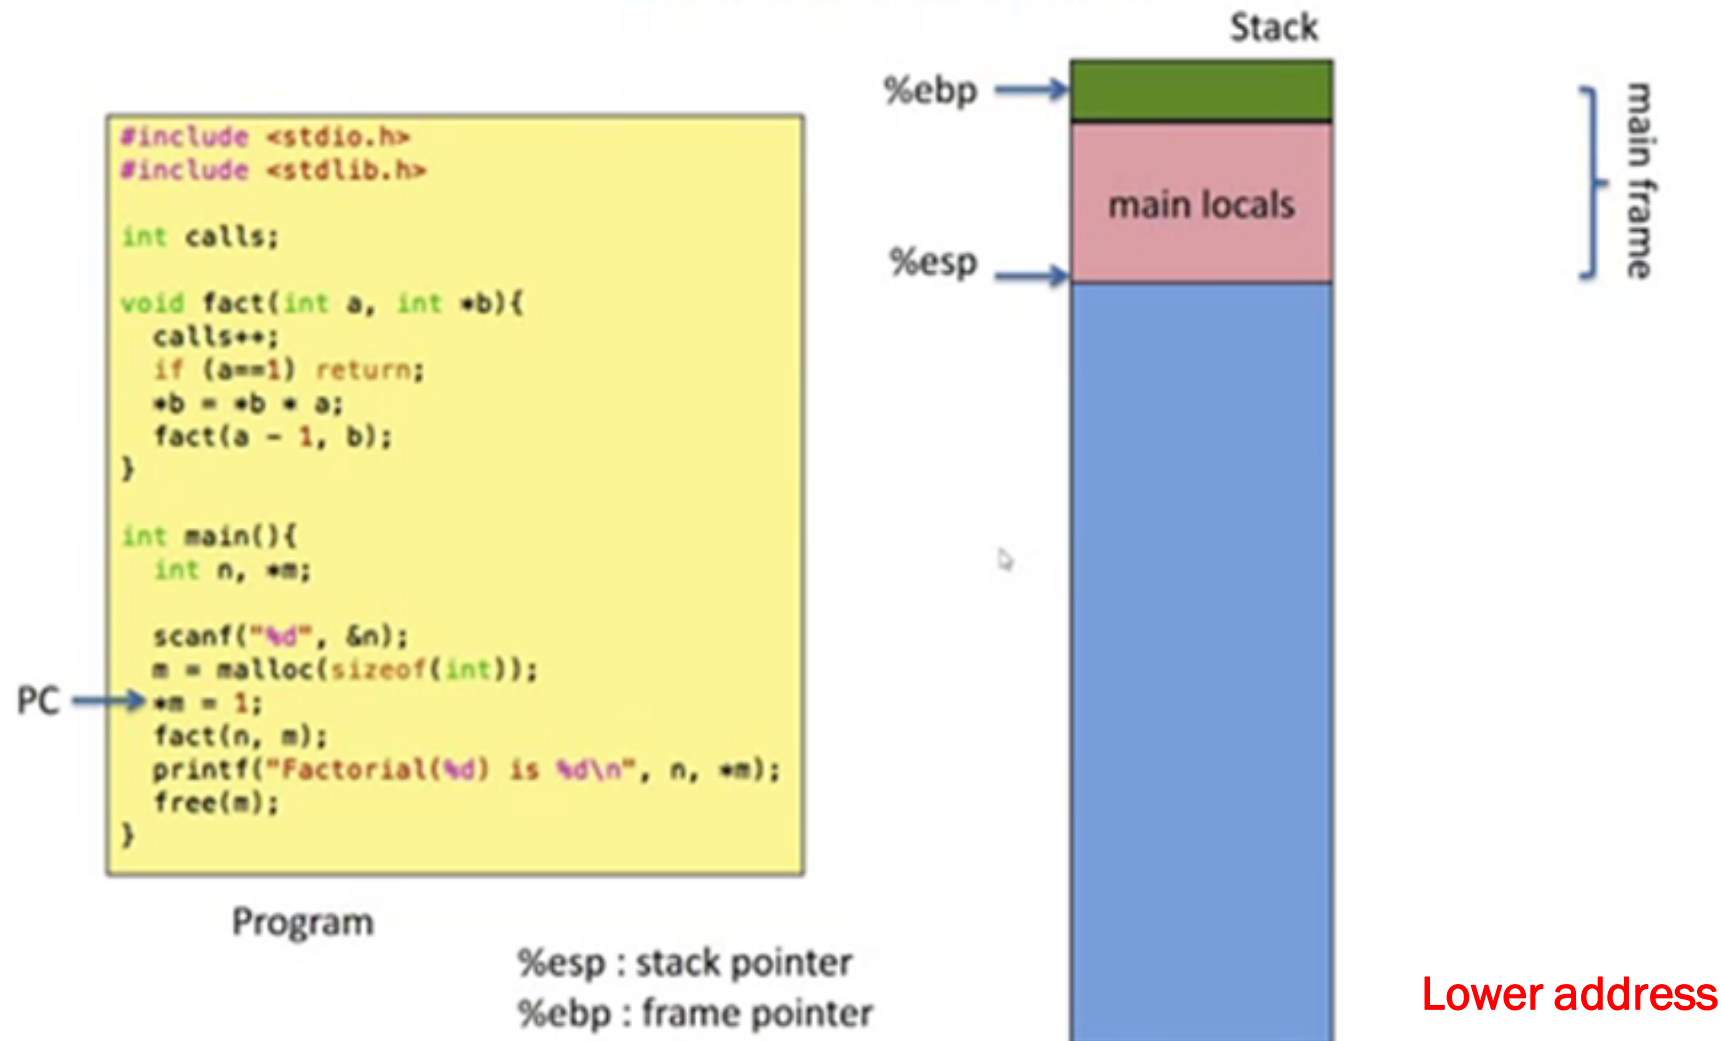 Stack
%ebp
main locals
%esp
main frame
#include <stdio.h>
#include <stdlib.h>
int calls;
void fact(int a, int *b){
calls++;
if (a==1) return;
*b = *b * a;
fact(a - 1, b);
}
int main(){
int n, *m;
scanf("%d", &n);
m = malloc(sizeof(int));
PC
*m = 1;
fact(n, m);
printf("Factorial(%d) is %d\n", n, *m);
free(m);
}
Program
%esp : stack pointer
%ebp : frame pointer
Lower address